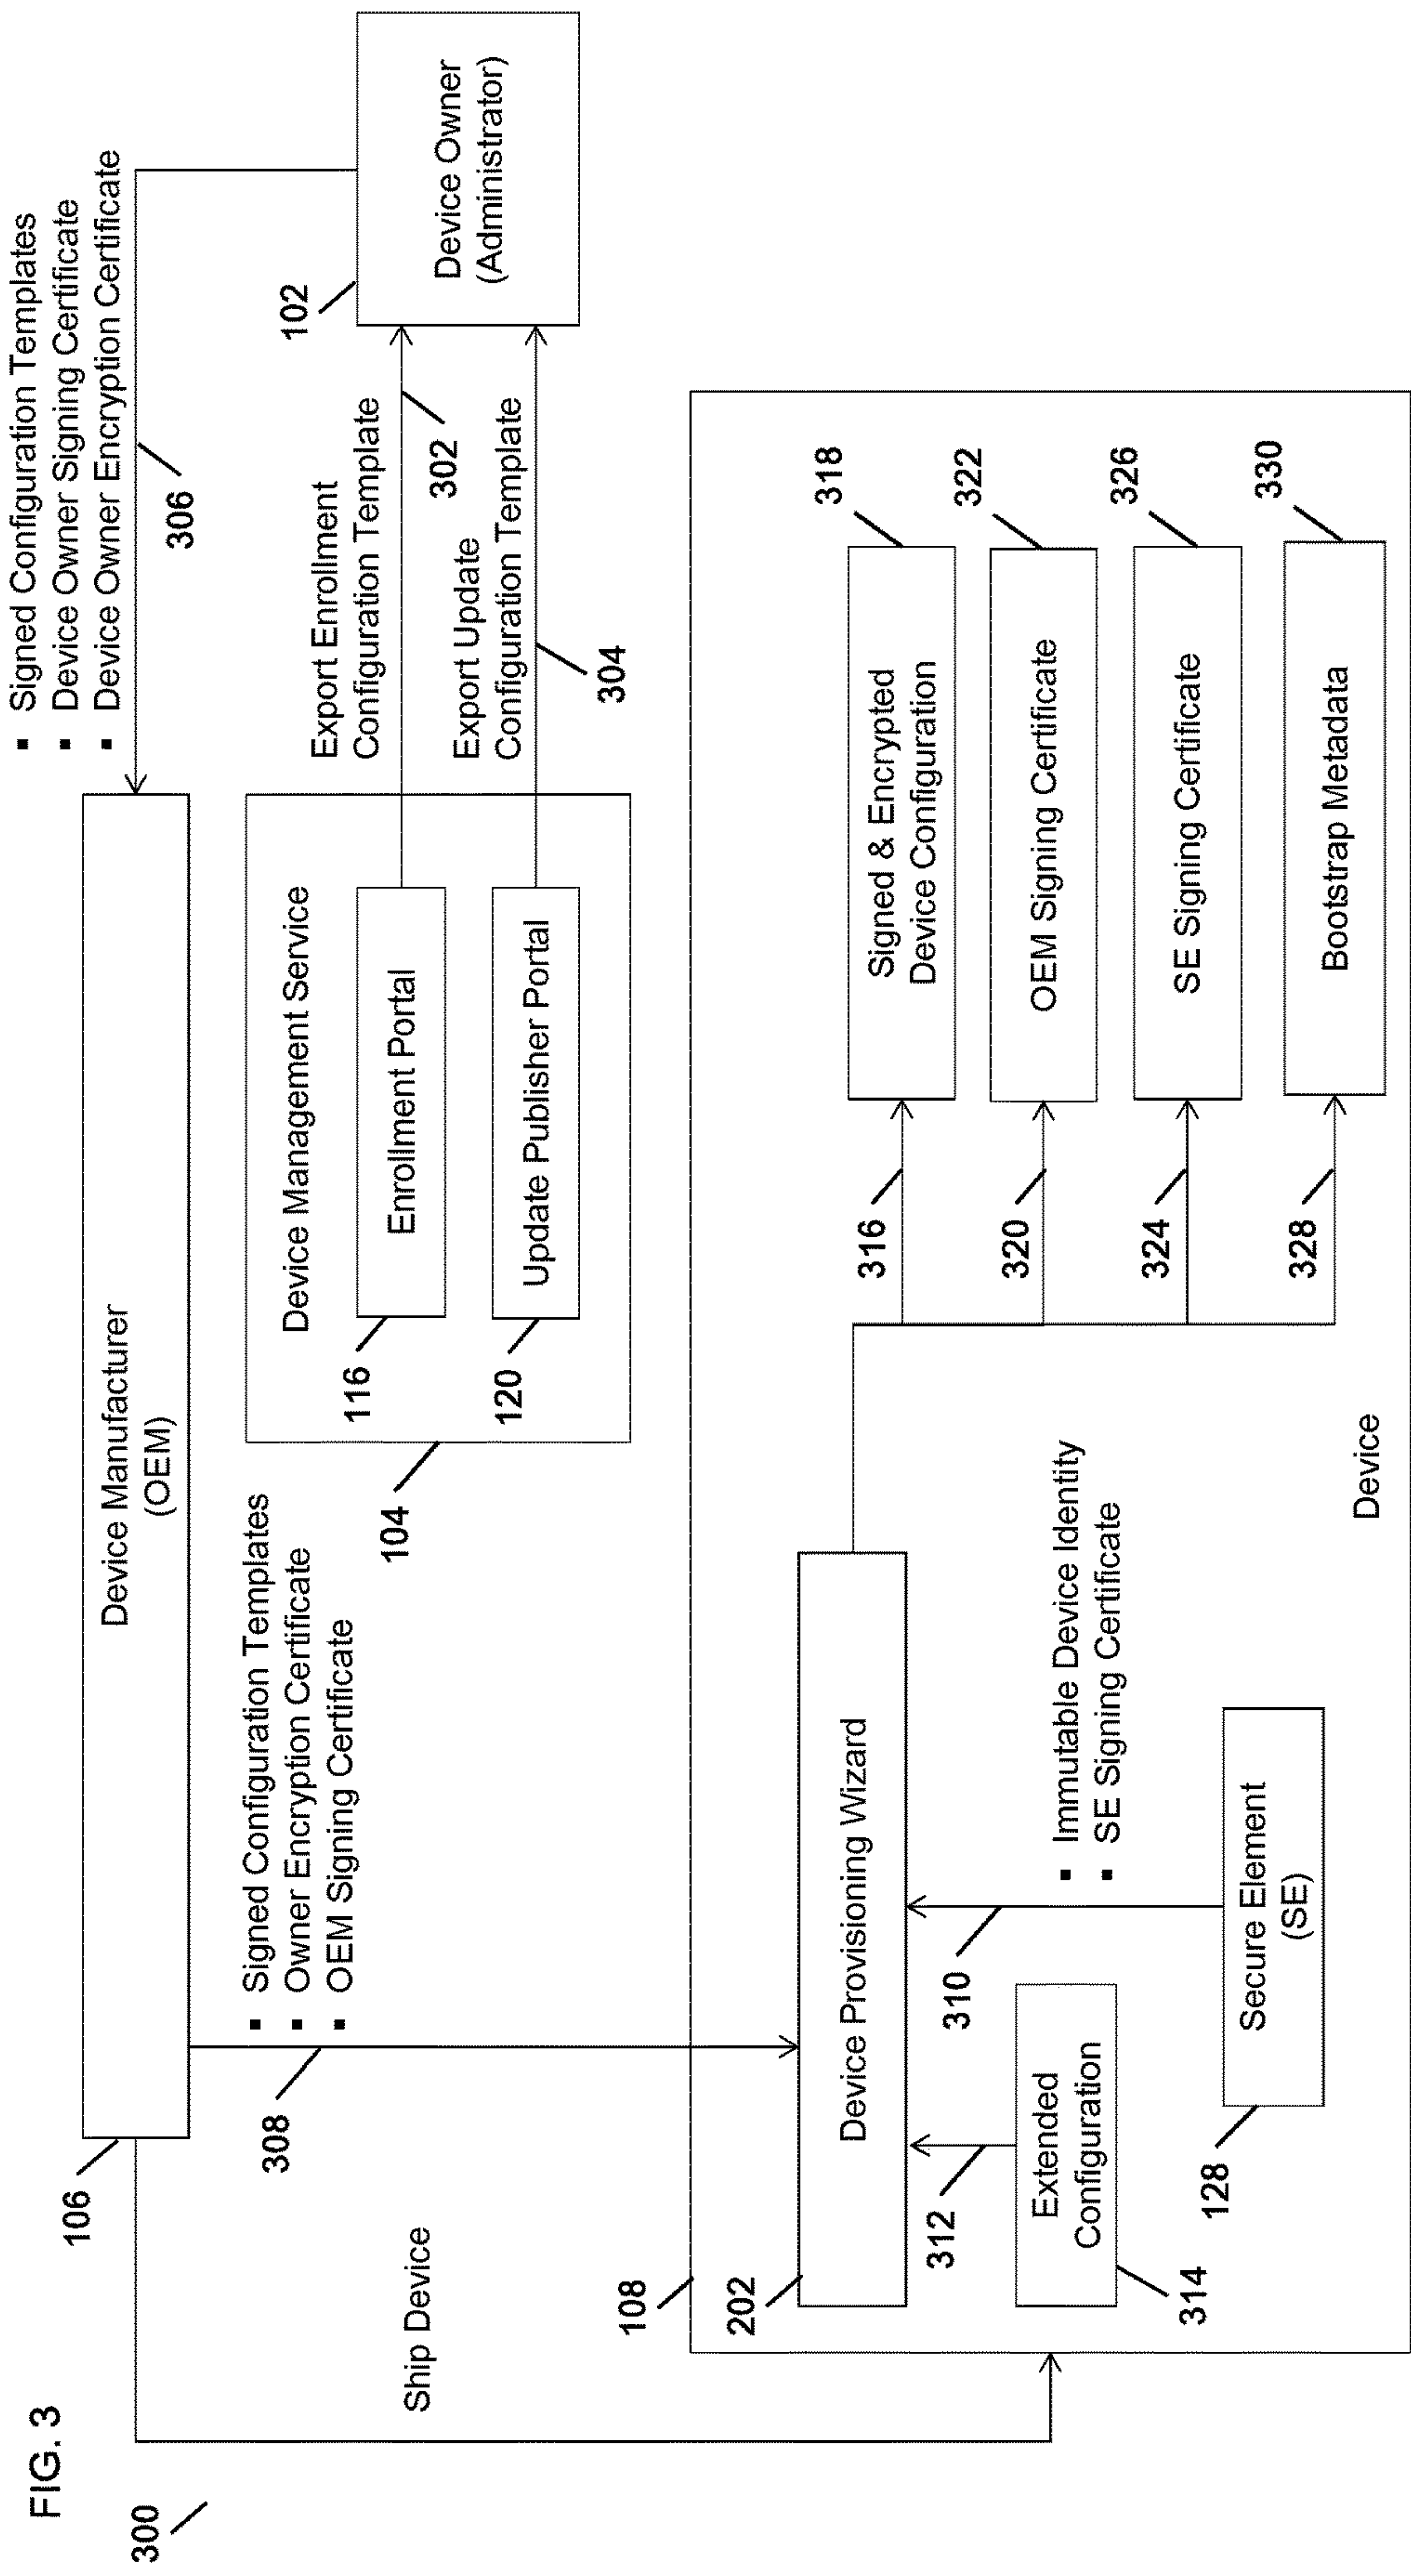 FIG. 3
300
Device Manufacturer
(OEM)
106
▪ Signed Configuration Templates
▪ Device Owner Signing Certificate
▪ Device Owner Encryption Certificate
306
Device Owner
(Administrator)
102
Export Enrollment
Configuration Template
302
Export Update
Configuration Template
304
Device Management Service
Enrollment Portal
116
Update Publisher Portal
120
104
▪ Signed Configuration Templates
▪ Owner Encryption Certificate
▪ OEM Signing Certificate
308
Ship Device
108
202
Device Provisioning Wizard
312
Extended
Configuration
314
310
▪ Immutable Device Identity
▪ SE Signing Certificate
Secure Element
(SE)
128
316
Signed & Encrypted
Device Configuration
318
320
OEM Signing Certificate
322
324
SE Signing Certificate
326
328
Bootstrap Metadata
330
Device